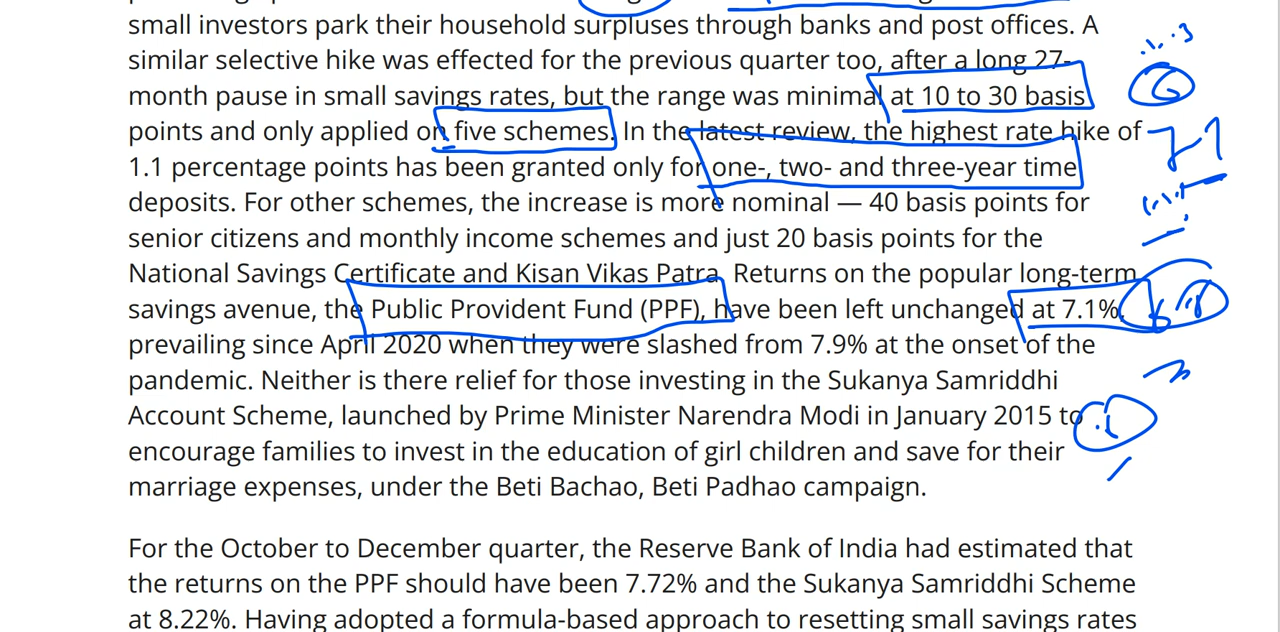 small investors park their household surpluses through banks and post offices. A
similar selective hike was effected for the previous quarter too, after a long 27-
month pause in small savings rates, but the range was minimal at 10 to 30 basis
points and only applied on five schemes. In the latest review, the highest rate hike of
1.1 percentage points has been granted only for one-, two- and three-year time
deposits. For other schemes, the increase is more nominal — 40 basis points for
senior citizens and monthly income schemes and just 20 basis points for the
National Savings Certificate and Kisan Vikas Patra. Returns on the popular long-term
savings avenue, the Public Provident Fund (PPF), have been left unchanged at 7.1%,
prevailing since April 2020 when they were slashed from 7.9% at the onset of the
pandemic. Neither is there relief for those investing in the Sukanya Samriddhi
Account Scheme, launched by Prime Minister Narendra Modi in January 2015 to
encourage families to invest in the education of girl children and save for their
marriage expenses, under the Beti Bachao, Beti Padhao campaign.
For the October to December quarter, the Reserve Bank of India had estimated that
the returns on the PPF should have been 7.72% and the Sukanya Samriddhi Scheme
at 8.22%. Having adopted a formula-based approach to resetting small savings rates